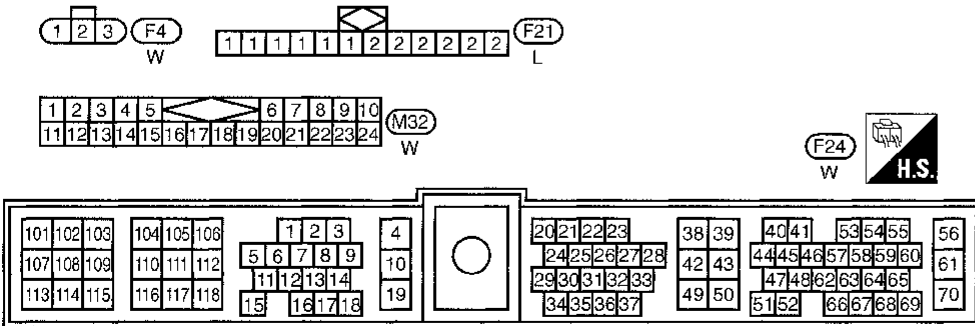 1 2 3 F4
W
1 1 1 1 1 1 2 2 2 2 2 2 F21
L
1 2 3 4 5 6 7 8 9 10
11 12 13 14 15 16 17 18 19 20 21 22 23 24
M32
W
F24
W
H.S.
101 102 103 104 105 106 1 2 3 4 20 21 22 23 38 39 40 41 53 54 55 56
5 6 7 8 9 24 25 26 27 28 44 45 46 57 58 59 60
107 108 109 110 111 112 10 42 43 61
11 12 13 14 29 30 31 32 33 47 48 62 63 64 65
113 114 115 116 117 118 15 16 17 18 19 34 35 36 37 49 50 51 52 66 67 68 69 70